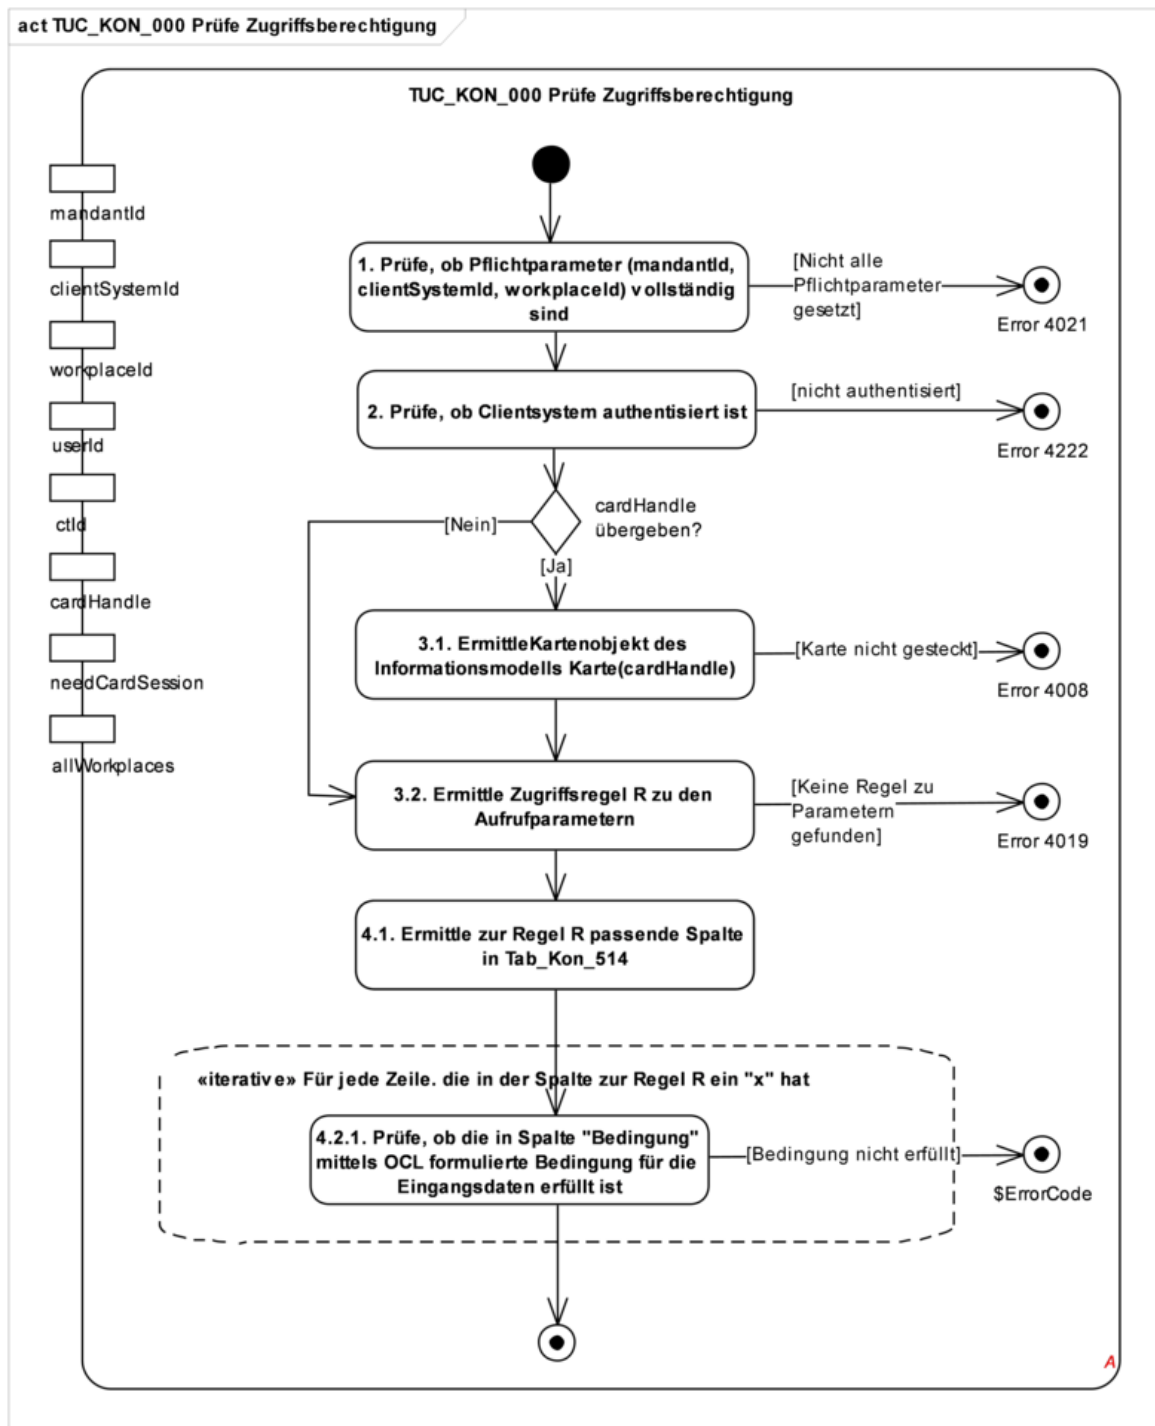 act TUC_KON_000 Prüfe Zugriffsberechtigung
TUC_KON_000 Prüfe Zugriffsberechtigung
mandantId
clientSystemId
workplaceId
userId
ctId
cardHandle
needCardSession
allWorkplaces
1. Prüfe, ob Pflichtparameter (mandantId,
clientSystemId, workplaceId) vollständig
sind
[Nicht alle
Pflichtparameter
gesetzt]
Error 4021
2. Prüfe, ob Clientsystem authentisiert ist
[nicht authentisiert]
Error 4222
cardHandle
übergeben?
[Nein]
[Ja]
3.1. ErmittleKartenobjekt des
Informationsmodells Karte(cardHandle)
[Karte nicht gesteckt]
Error 4008
3.2. Ermittle Zugriffsregel R zu den
Aufrufparametern
[Keine Regel zu
Parametern
gefunden]
Error 4019
4.1. Ermittle zur Regel R passende Spalte
in Tab_Kon_514
«iterative» Für jede Zeile. die in der Spalte zur Regel R ein "x" hat
4.2.1. Prüfe, ob die in Spalte "Bedingung"
mittels OCL formulierte Bedingung für die
Eingangsdaten erfüllt ist
[Bedingung nicht erfüllt]
$ErrorCode
A